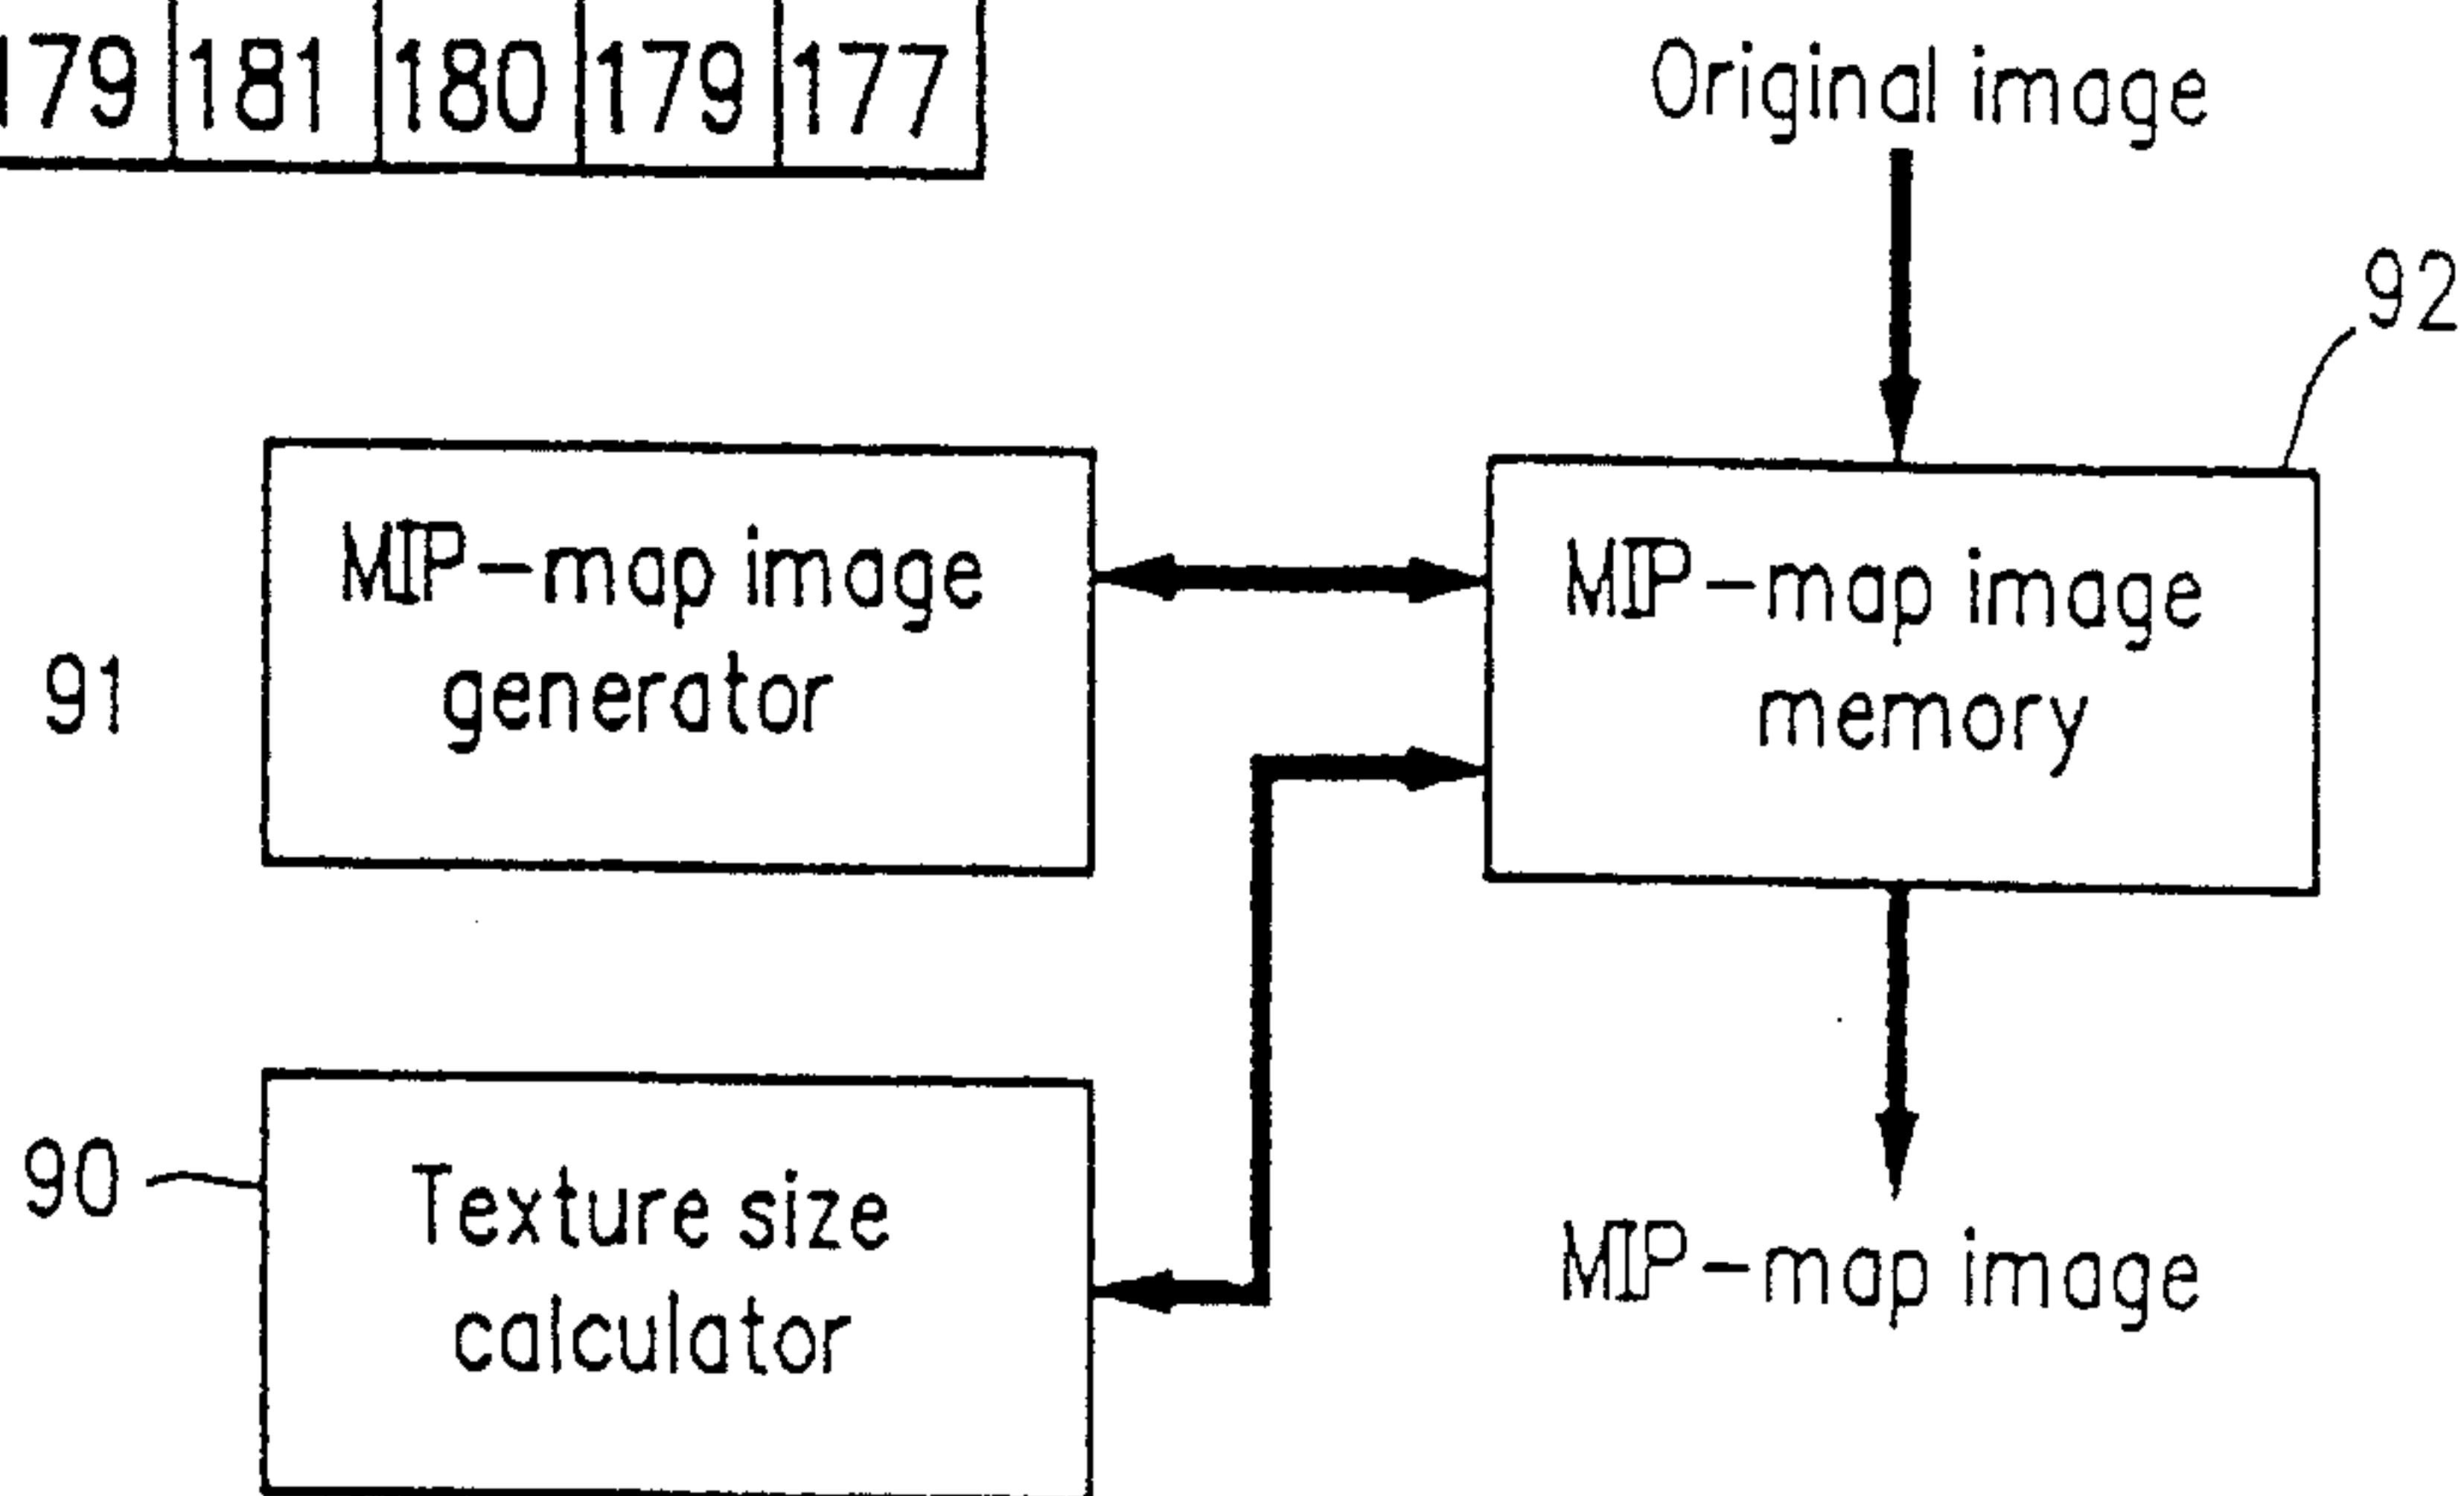 179 181 180 179 177
Original image
92
MIP-map image
generator
MIP-map image
memory
91
90
Texture size
calculator
MIP-map image